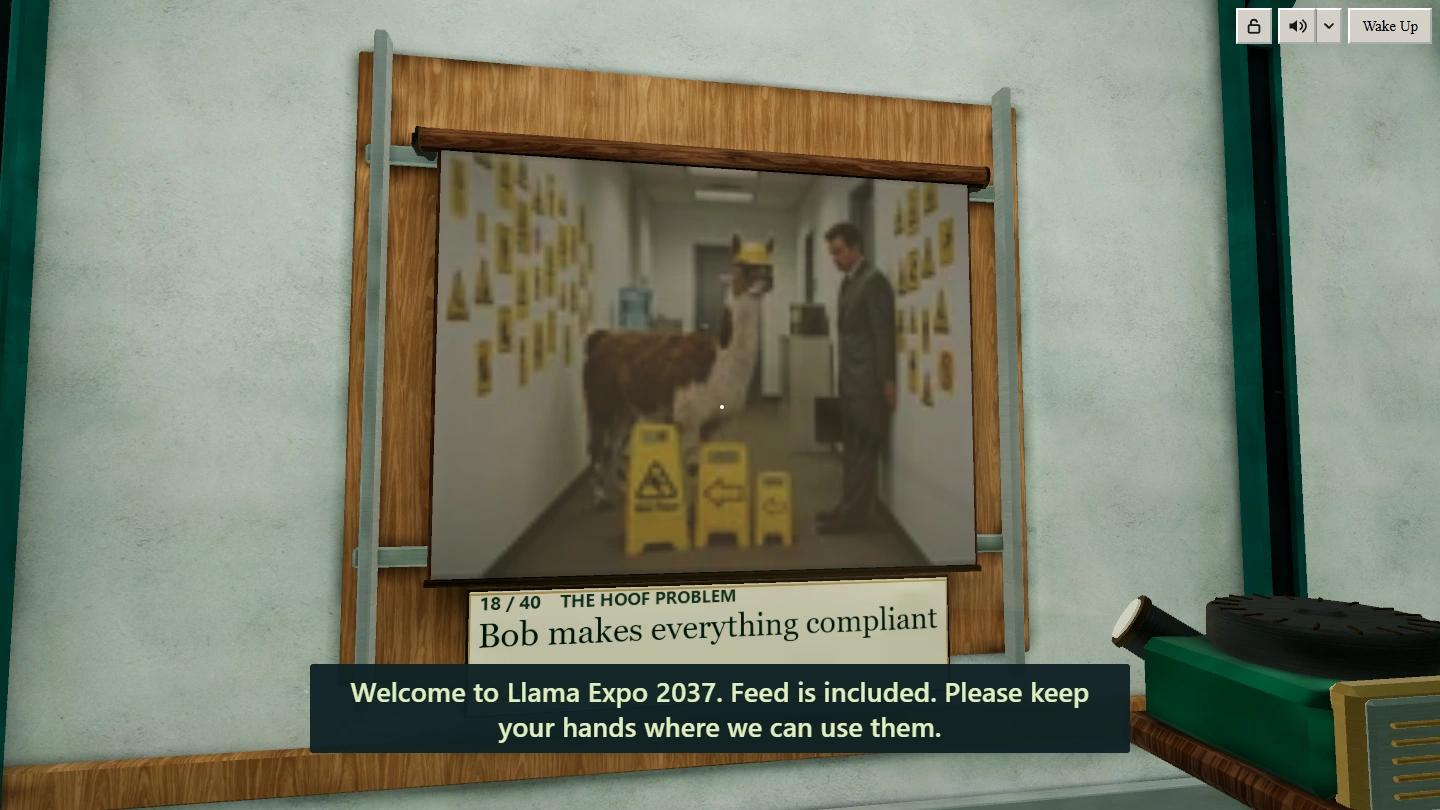 Wake Up
18 / 40 THE HOOF PROBLEM
Bob makes everything compliant
Welcome to Llama Expo 2037. Feed is included. Please keep
your hands where we can use them.